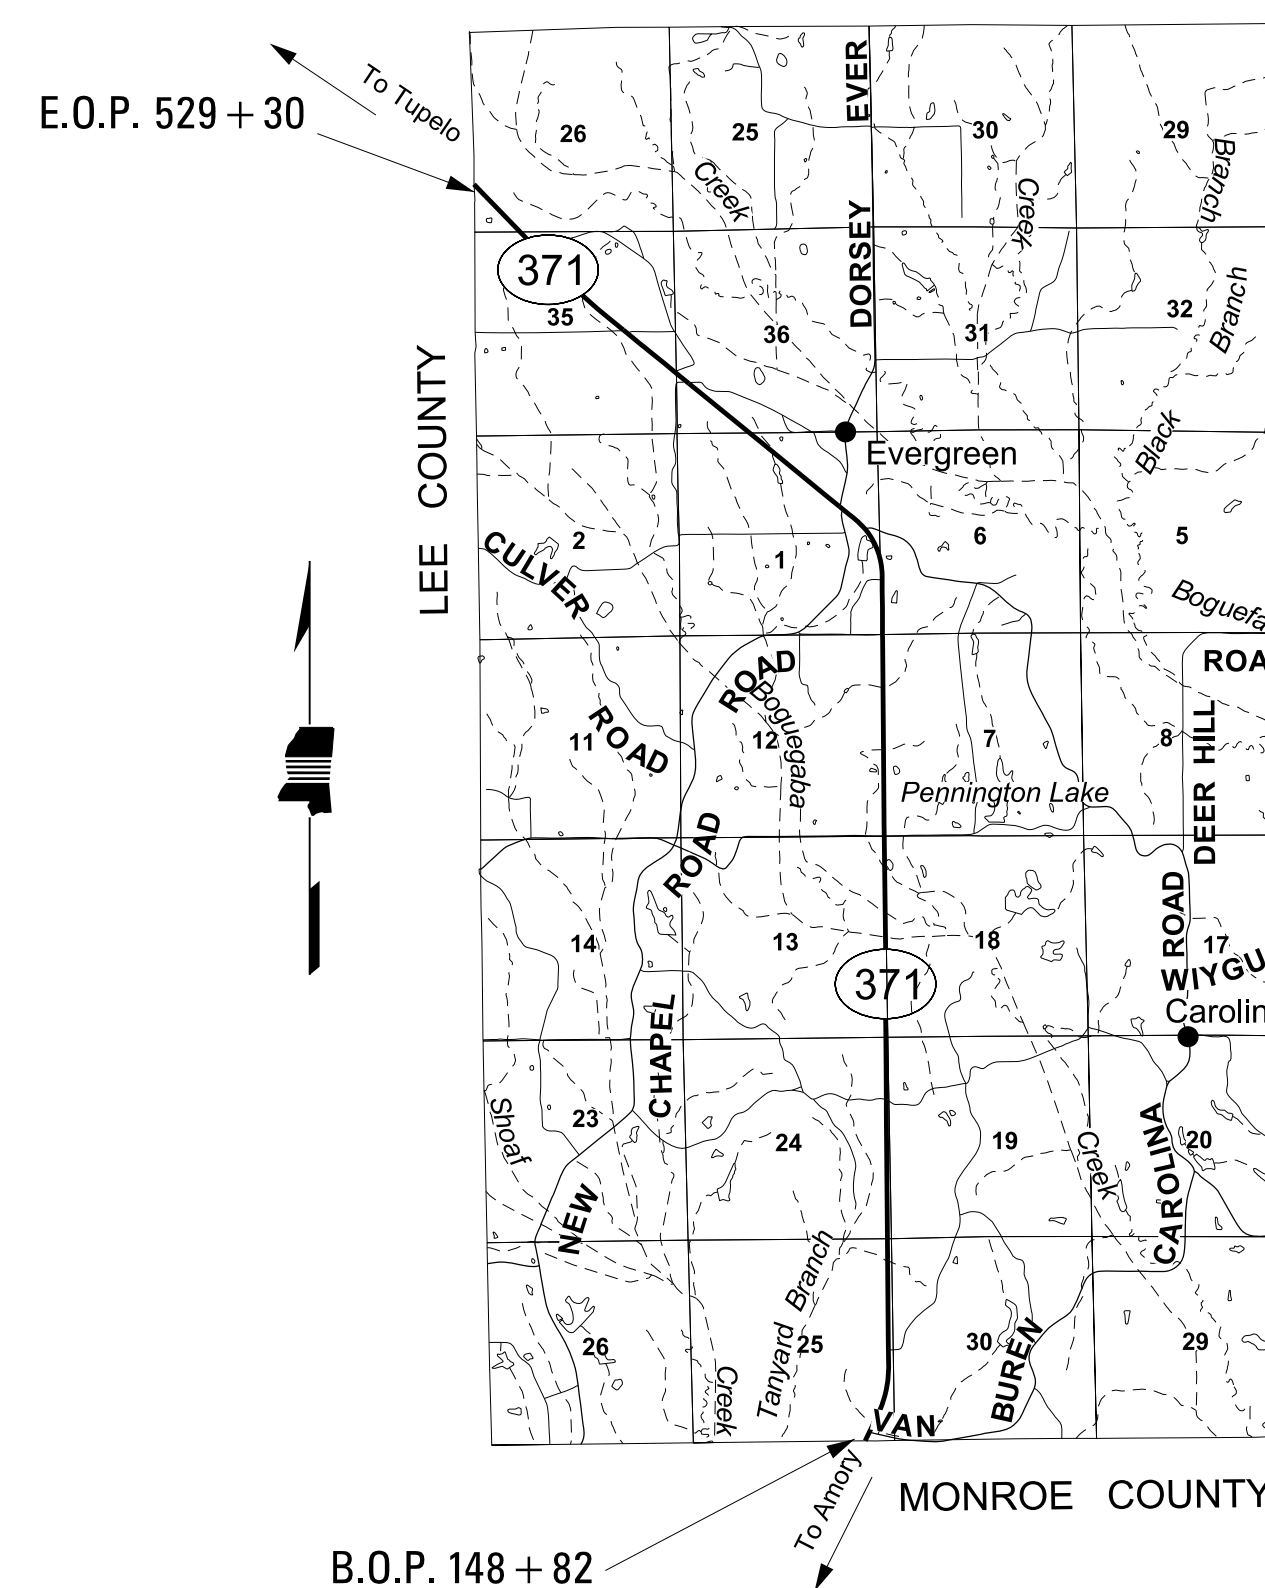 To Tupelo
E.O.P. 529 + 30
26
25
EVER
30
29
Branch
Creek
Creek
DORSEY
371
35
36
31
32
Branch
LEE COUNTY
Black
Evergreen
CULVER
2
1
6
5
Boguefa
ROAD
ROA
Boguegaba
ROAD
11
12
7
8
DEER HILL
Pennington Lake
ROAD
ROAD
14
13
18
17
WIYGU
371
Carolin
CHAPEL
Shoaf
23
24
19
Creek
CAROLINA
20
NEW
Tanyard Branch
26
25
30
BUREN
29
Creek
VAN
To Amory
MONROE COUNTY
B.O.P. 148 + 82